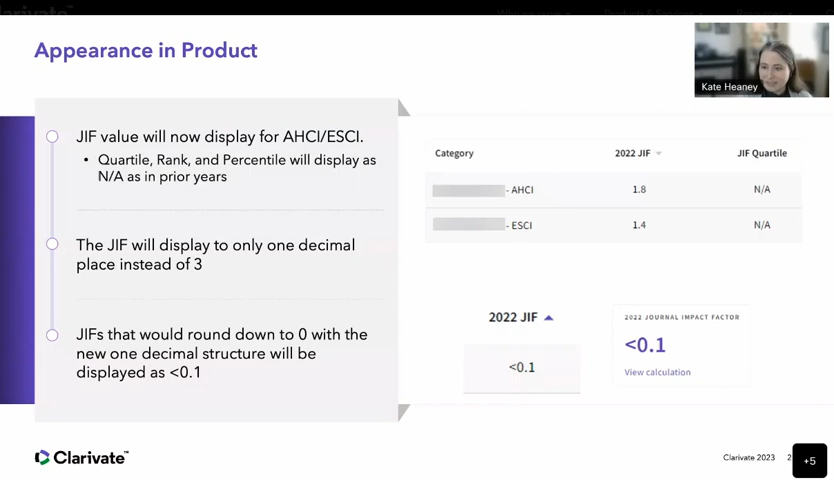 Clarivate™
Appearance in Product
Kate Heaney
JIF value will now display for AHCI/ESCI.
• Quartile, Rank, and Percentile will display as
N/A as in prior years
The JIF will display to only one decimal
place instead of 3
JIFs that would round down to 0 with the
new one decimal structure will be
displayed as <0.1
Category 2022 JIF JIF Quartile
- AHCI 1.8 N/A
- ESCI 1.4 N/A
2022 JIF
<0.1
2022 JOURNAL IMPACT FACTOR
<0.1
View calculation
Clarivate™
Clarivate 2023 2
+5